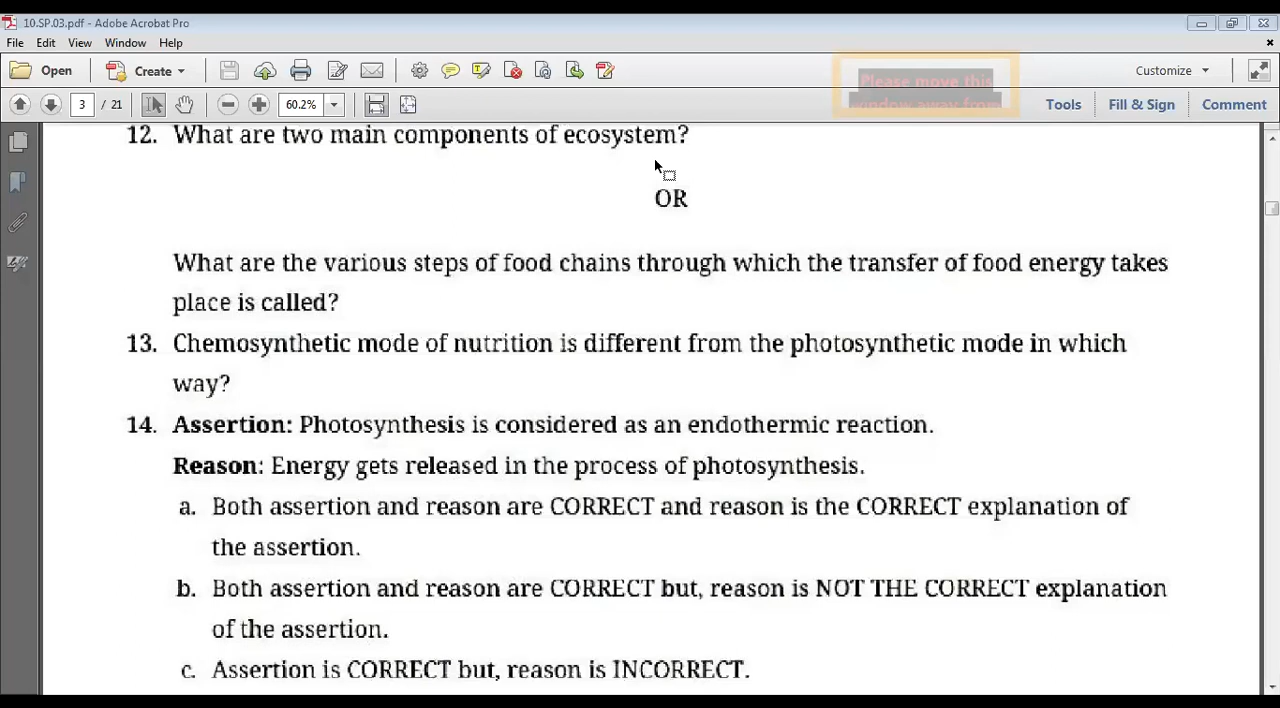 10.SP.03.pdf - Adobe Acrobat Pro
File Edit View Window Help
Open Create Customize
Please move this
window away from
3 / 21 60.2% Tools Fill & Sign Comment
12. What are two main components of ecosystem?
OR
What are the various steps of food chains through which the transfer of food energy takes
place is called?
13. Chemosynthetic mode of nutrition is different from the photosynthetic mode in which
way?
14. Assertion: Photosynthesis is considered as an endothermic reaction.
Reason: Energy gets released in the process of photosynthesis.
a. Both assertion and reason are CORRECT and reason is the CORRECT explanation of
the assertion.
b. Both assertion and reason are CORRECT but, reason is NOT THE CORRECT explanation
of the assertion.
c. Assertion is CORRECT but, reason is INCORRECT.